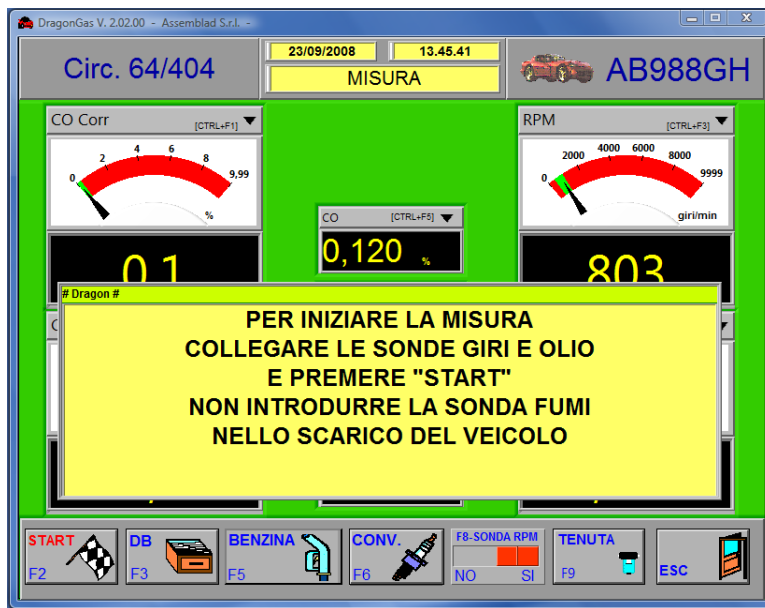 DragonGas V. 2.02.00 - Assemblad S.r.l. -
Circ. 64/404
23/09/2008
13.45.41
MISURA
AB988GH
CO Corr
[CTRL+F1]
0
2
4
6
8
9,99
%
0.1
CO
[CTRL+F5]
0,120 %
RPM
[CTRL+F3]
0
2000
4000
6000
8000
9999
giri/min
803
# Dragon #
PER INIZIARE LA MISURA
COLLEGARE LE SONDE GIRI E OLIO
E PREMERE "START"
NON INTRODURRE LA SONDA FUMI
NELLO SCARICO DEL VEICOLO
START
F2
DB
F3
BENZINA
F5
CONV.
F6
F8-SONDA RPM
NO SI
TENUTA
F9
ESC